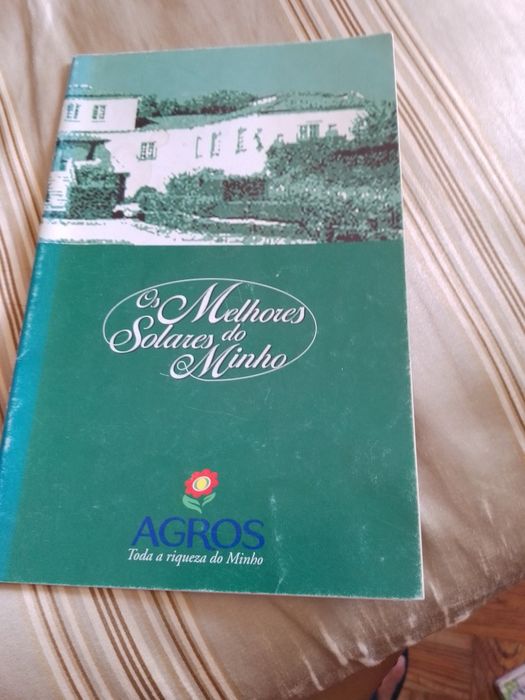 Os Melhores
Solares do
Minho
AGROS
Toda a riqueza do Minho